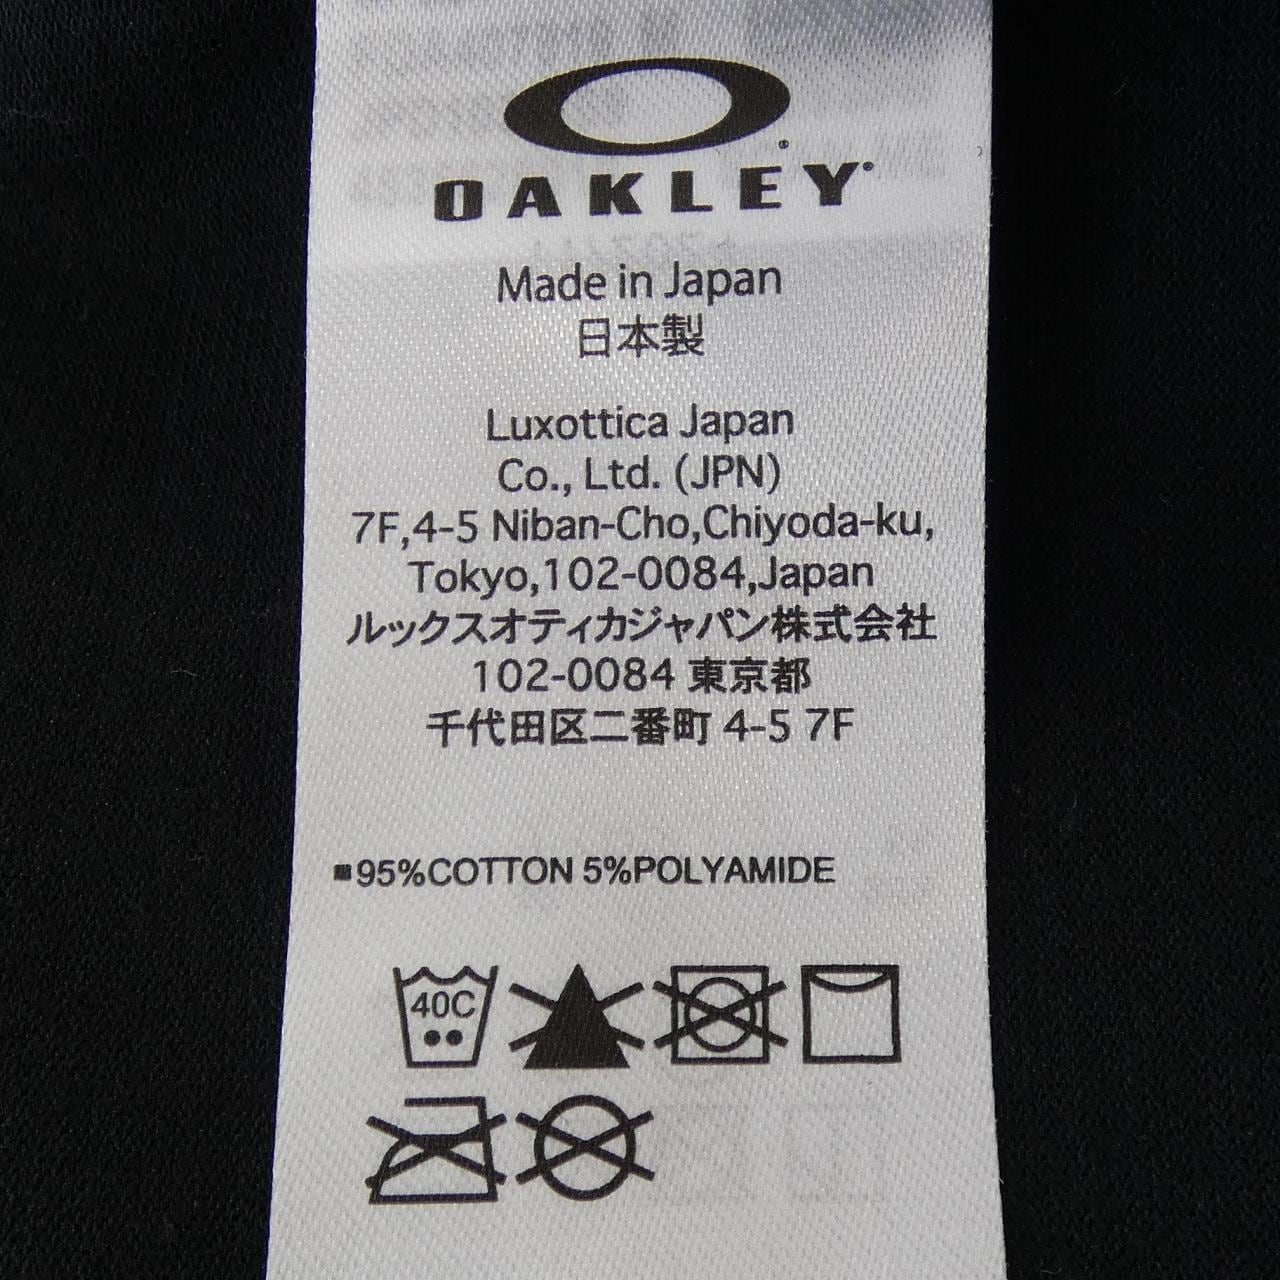 OAKLEY
Made in Japan
日本製
Luxottica Japan
Co., Ltd. (JPN)
7F,4-5 Niban-Cho,Chiyoda-ku,
Tokyo,102-0084,Japan
ルックスオティカジャパン株式会社
102-0084 東京都
千代田区二番町 4-5 7F
■95%COTTON 5%POLYAMIDE
40C